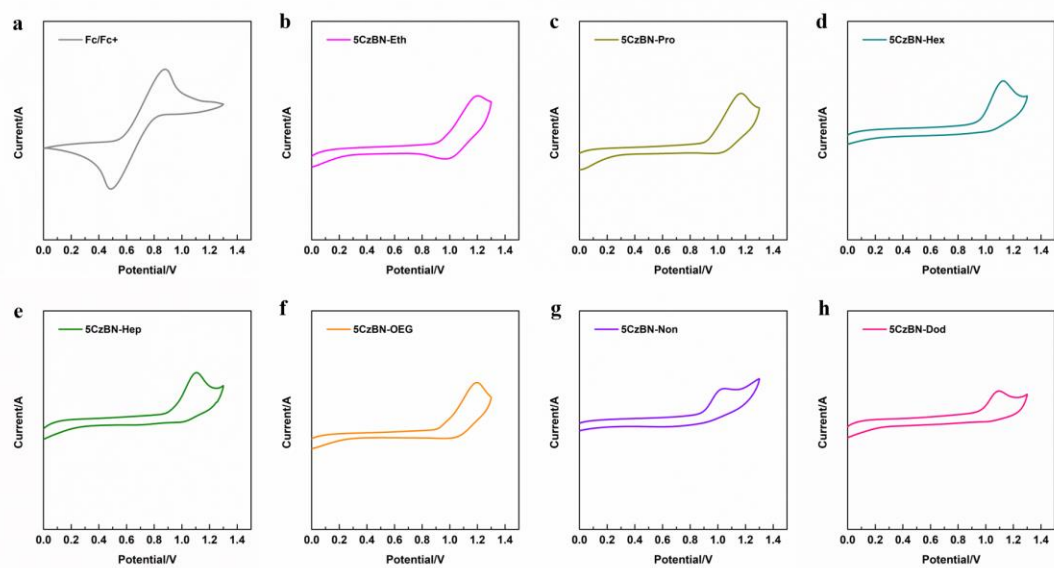 a
Fc/Fc+
Current/A
0.0 0.2 0.4 0.6 0.8 1.0 1.2 1.4
Potential/V
b
5CzBN-Eth
Current/A
0.0 0.2 0.4 0.6 0.8 1.0 1.2 1.4
Potential/V
c
5CzBN-Pro
Current/A
0.0 0.2 0.4 0.6 0.8 1.0 1.2 1.4
Potential/V
d
5CzBN-Hex
Current/A
0.0 0.2 0.4 0.6 0.8 1.0 1.2 1.4
Potential/V
e
5CzBN-Hep
Current/A
0.0 0.2 0.4 0.6 0.8 1.0 1.2 1.4
Potential/V
f
5CzBN-OEG
Current/A
0.0 0.2 0.4 0.6 0.8 1.0 1.2 1.4
Potential/V
g
5CzBN-Non
Current/A
0.0 0.2 0.4 0.6 0.8 1.0 1.2 1.4
Potential/V
h
5CzBN-Dod
Current/A
0.0 0.2 0.4 0.6 0.8 1.0 1.2 1.4
Potential/V